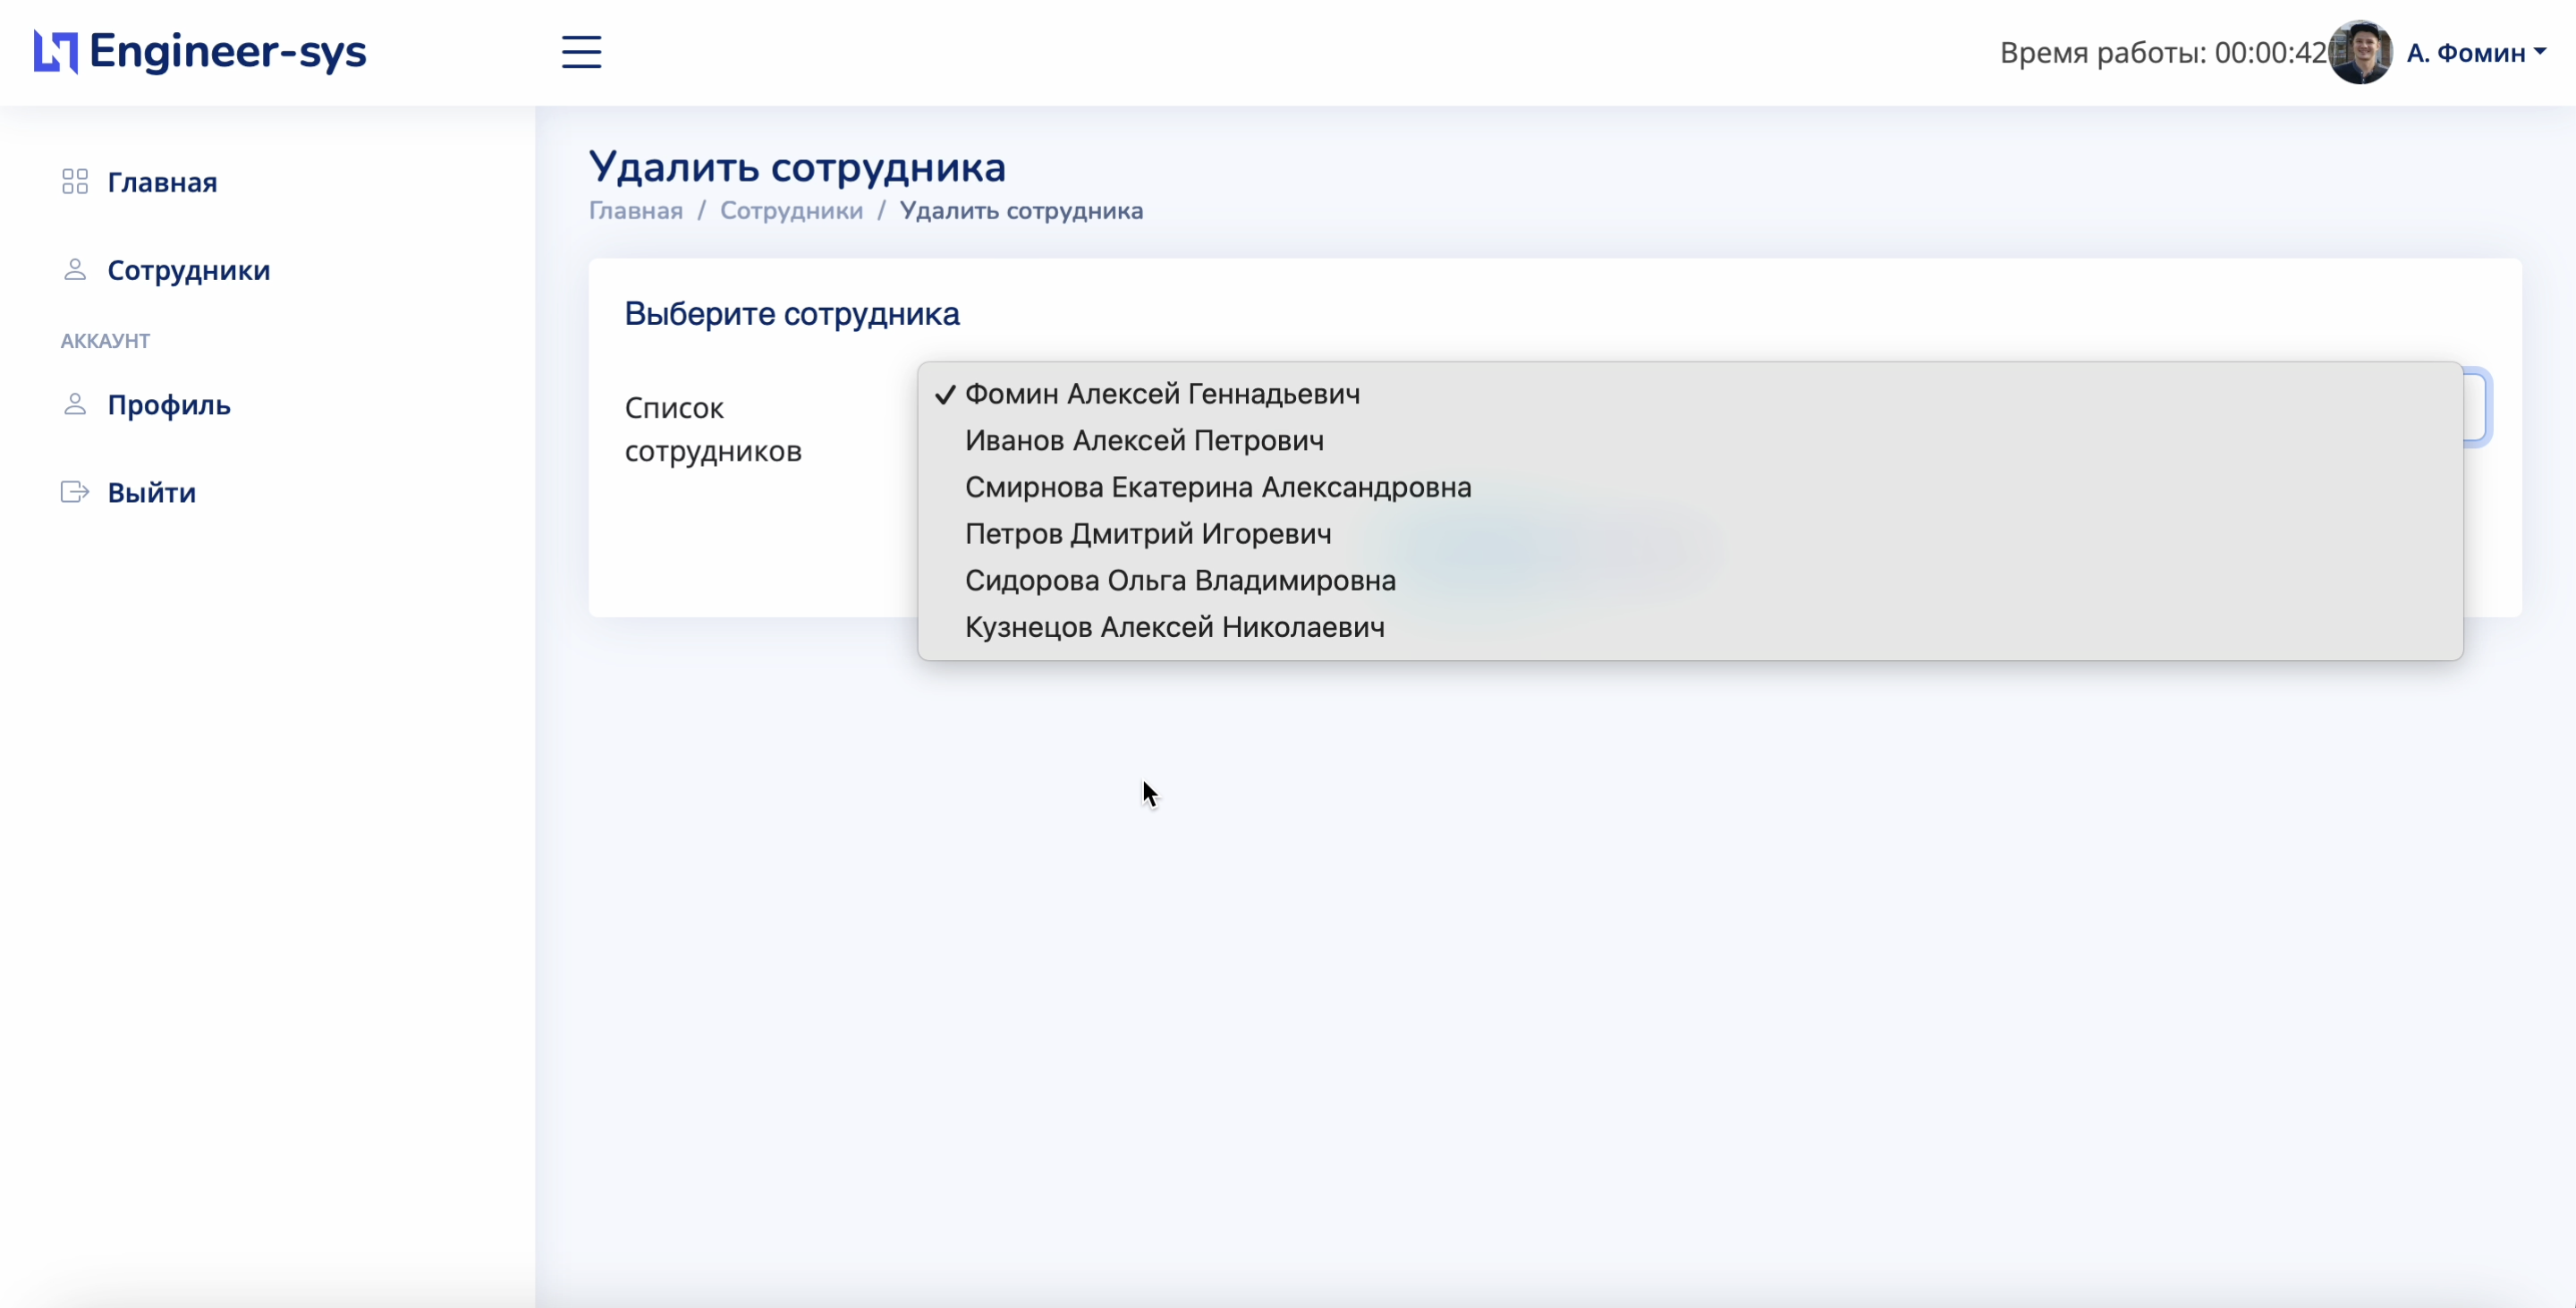 Engineer-sys
Время работы: 00:00:42
А. Фомин
Главная
Сотрудники
АККАУНТ
Профиль
Выйти
Удалить сотрудника
Главная / Сотрудники / Удалить сотрудника
Выберите сотрудника
Список
сотрудников
Фомин Алексей Геннадьевич
Иванов Алексей Петрович
Смирнова Екатерина Александровна
Петров Дмитрий Игоревич
Сидорова Ольга Владимировна
Кузнецов Алексей Николаевич